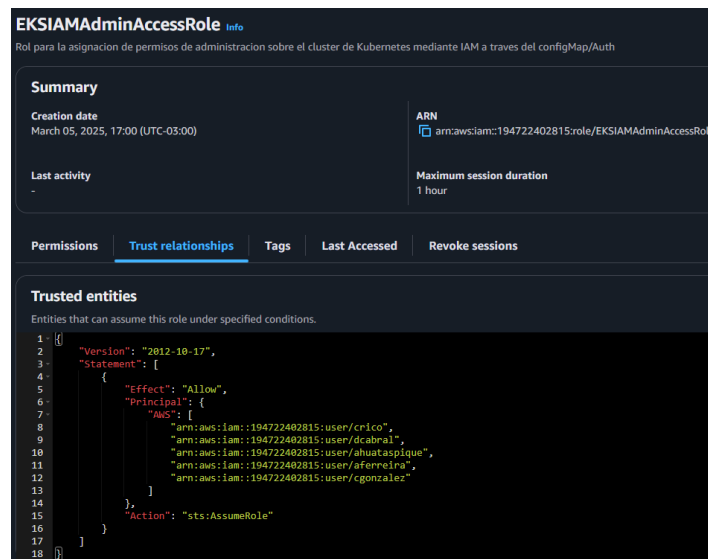 EKSIAMAdminAccessRole Info
Rol para la asignacion de permisos de administracion sobre el cluster de Kubernetes mediante IAM a traves del configMap/Auth
Summary
Creation date
March 05, 2025, 17:00 (UTC-03:00)
ARN
arn:aws:iam::194722402815:role/EKSIAMAdminAccessRol
Last activity
-
Maximum session duration
1 hour
Permissions Trust relationships Tags Last Accessed Revoke sessions
Trusted entities
Entities that can assume this role under specified conditions.
1 {
2 "Version": "2012-10-17",
3 "Statement": [
4 {
5 "Effect": "Allow",
6 "Principal": {
7 "AWS": [
8 "arn:aws:iam::194722402815:user/crico",
9 "arn:aws:iam::194722402815:user/dcabral",
10 "arn:aws:iam::194722402815:user/ahuataspique",
11 "arn:aws:iam::194722402815:user/aferreira",
12 "arn:aws:iam::194722402815:user/cgonzalez"
13 ]
14 },
15 "Action": "sts:AssumeRole"
16 }
17 ]
18 }